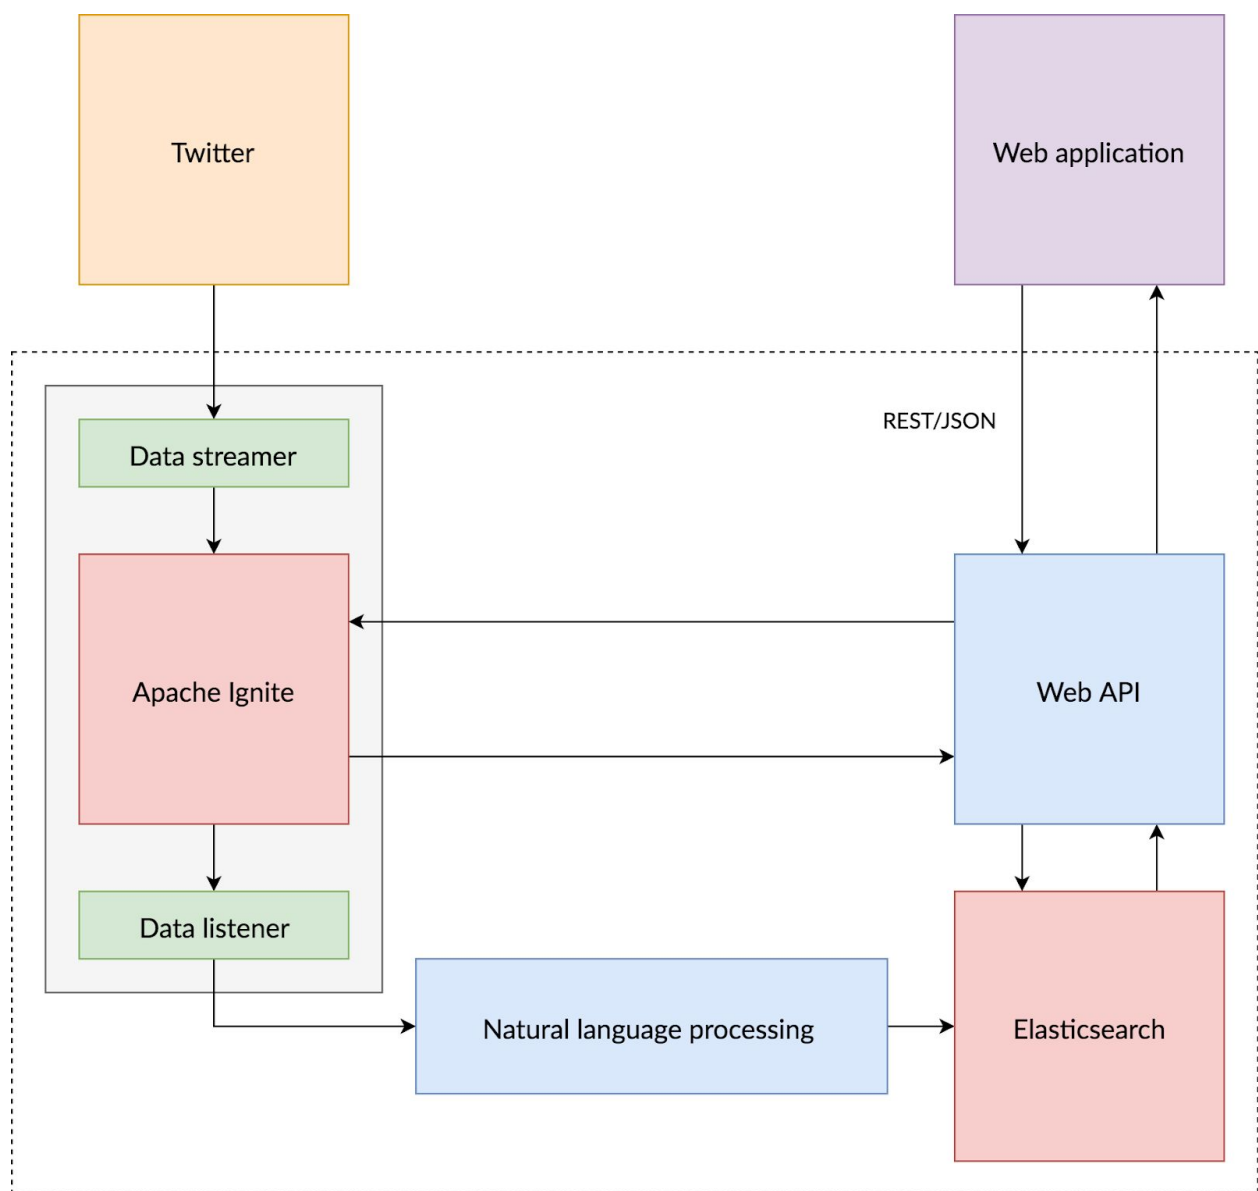 Twitter
Web application
REST/JSON
Data streamer
Apache Ignite
Web API
Data listener
Natural language processing
Elasticsearch